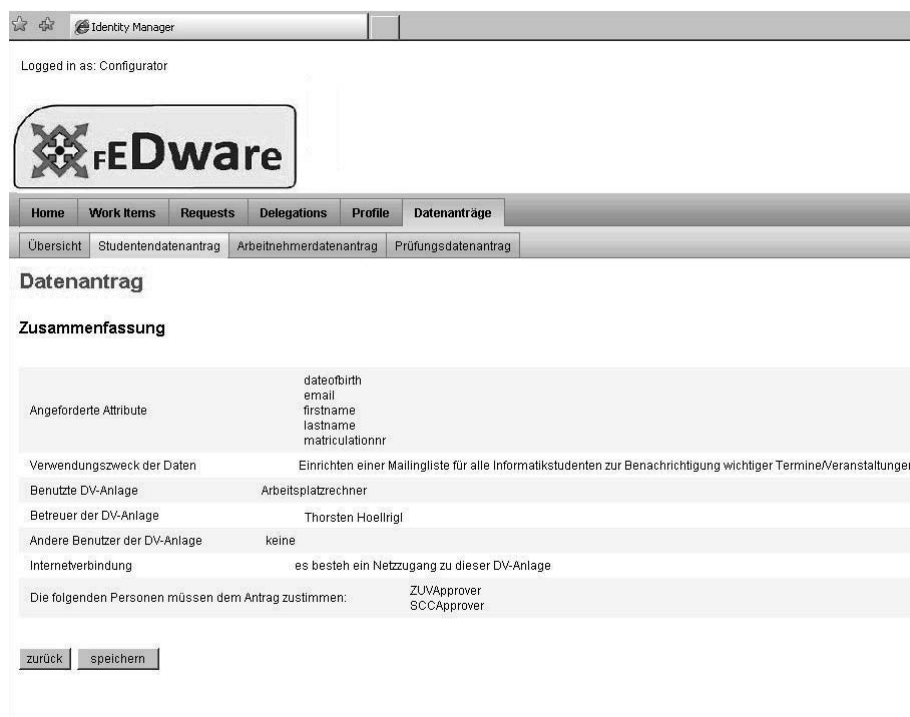 Identity Manager
Logged in as: Configurator
FEDware
Home Work Items Requests Delegations Profile Datenanträge
Übersicht Studentendatenantrag Arbeitnehmerdatenantrag Prüfungsdatenantrag
Datenantrag
Zusammenfassung
Angeforderte Attribute
dateofbirth
email
firstname
lastname
matriculationnr
Verwendungszweck der Daten Einrichten einer Mailingliste für alle Informatikstudenten zur Benachrichtigung wichtiger Termine/Veranstaltungen
Benutzte DV-Anlage Arbeitsplatzrechner
Betreuer der DV-Anlage Thorsten Hoellrigl
Andere Benutzer der DV-Anlage keine
Internetverbindung es besteh ein Netzzugang zu dieser DV-Anlage
Die folgenden Personen müssen dem Antrag zustimmen:
ZUVApprover
SCCApprover
zurück speichern